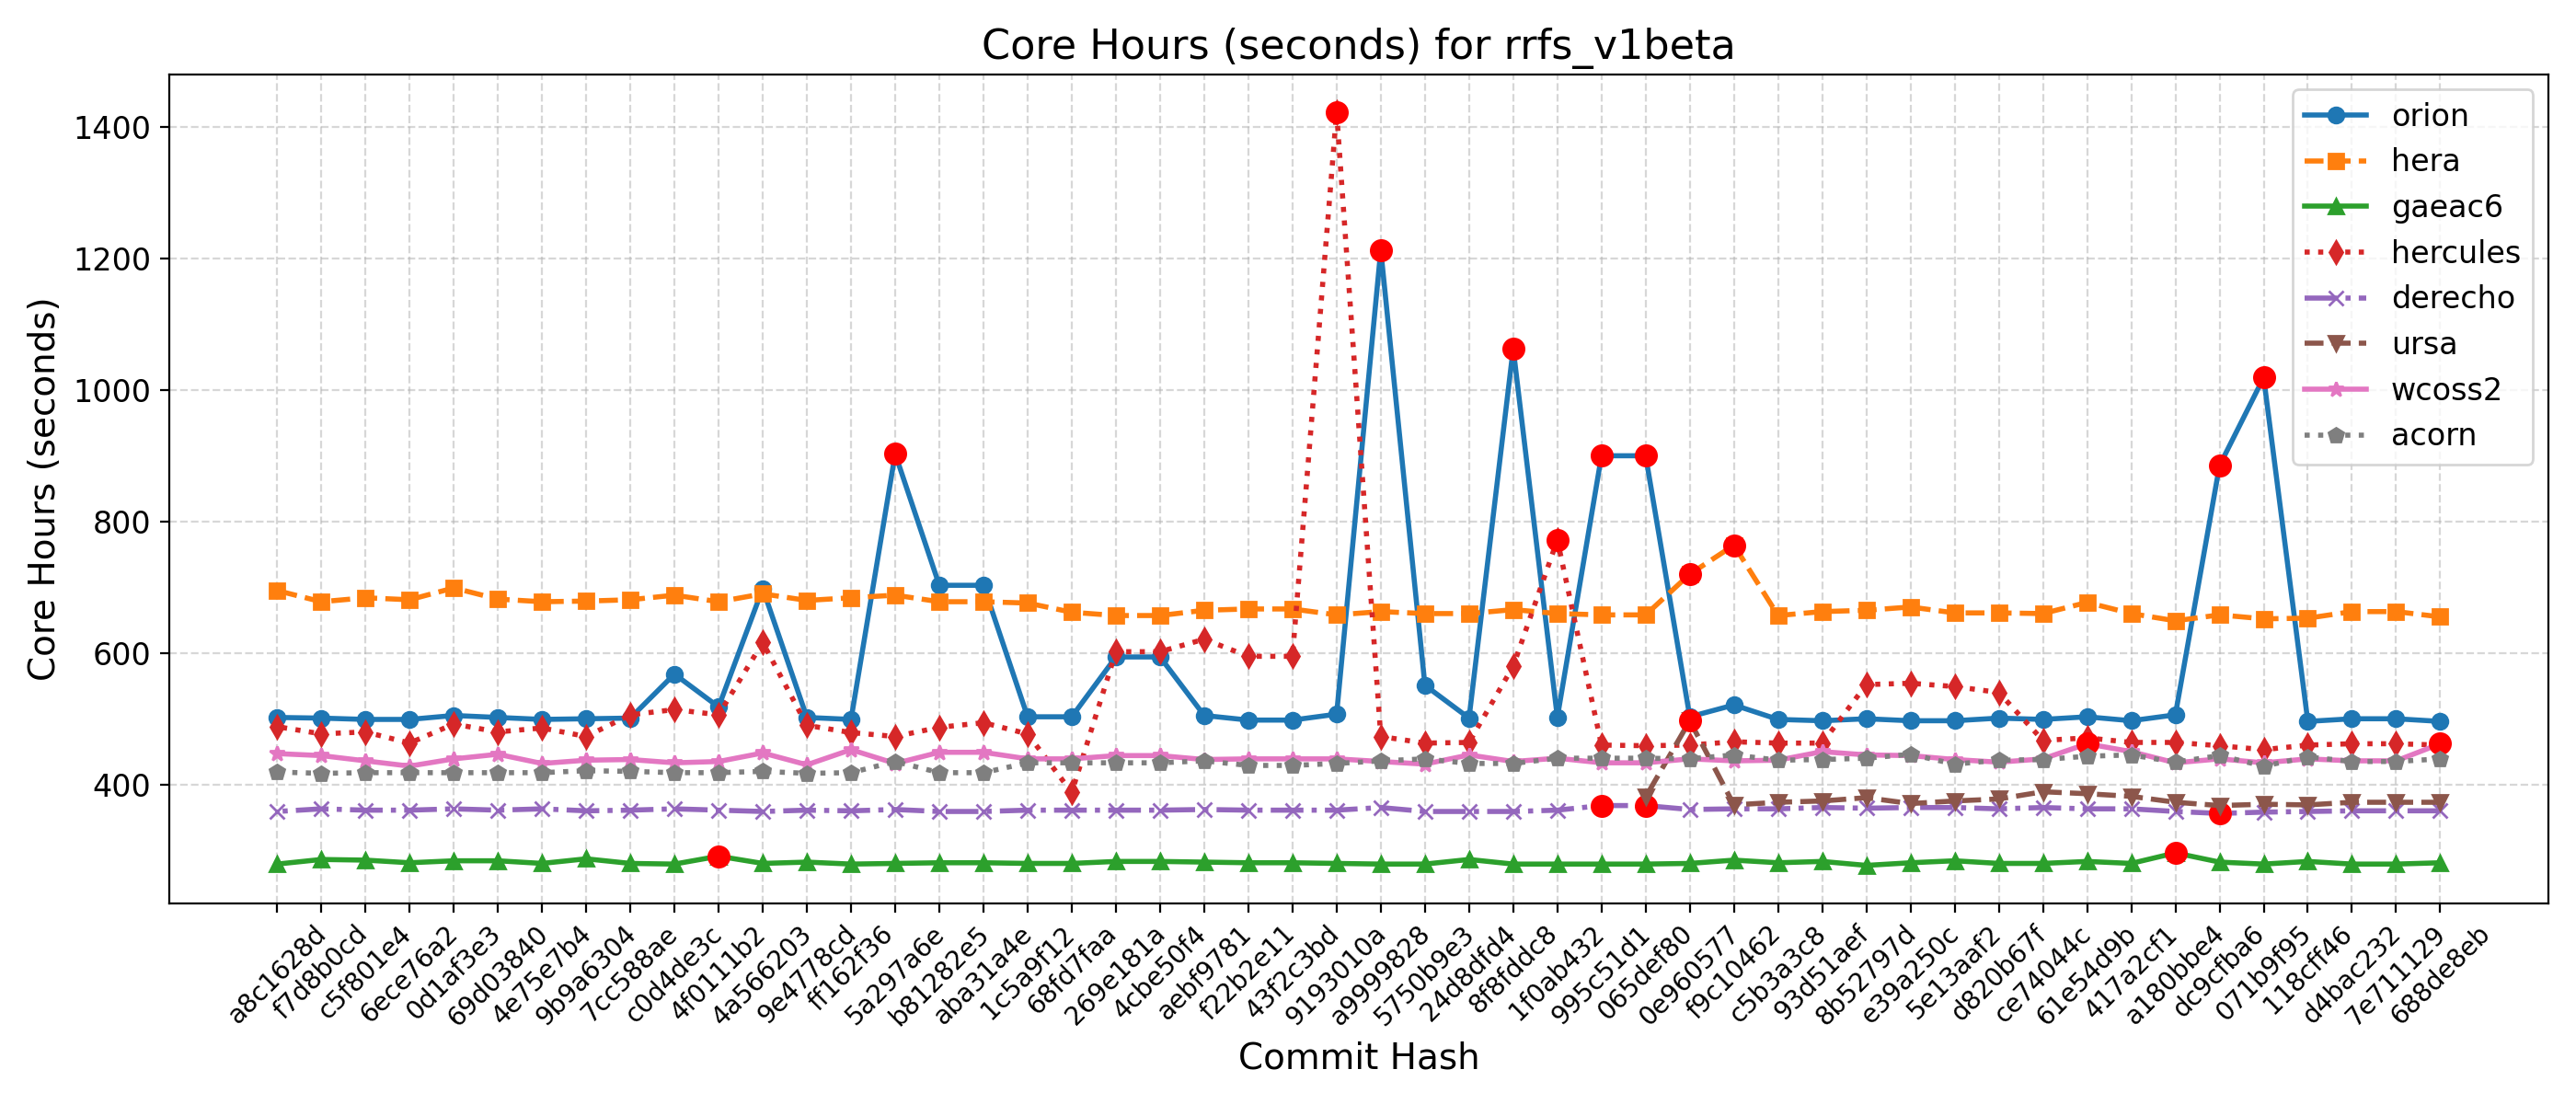 Core Hours (seconds) for rrfs_v1beta
Core Hours (seconds)
1400
1200
1000
800
600
400
orion
hera
gaeac6
hercules
derecho
ursa
wcoss2
acorn
a8c1628d
f7d8b0cd
c5f801e4
6ece76a2
0d1af3e3
69d03840
4e75e7b4
9b9a6304
7cc588ae
c0d4de3c
4f0111b2
4a566203
9e4778cd
ff162f36
5a297a6e
b81282e5
aba31a4e
1c5a9f12
68fd7faa
269e181a
4cbe50f4
aebf9781
f22b2e11
43f2c3bd
9193010a
a9999828
5750b9e3
24d8dfd4
8f8fddc8
1f0ab432
995c51d1
065def80
0e960577
f9c10462
c5b3a3c8
93d51aef
8b52797d
e39a250c
5e13aaf2
d820b67f
ce74044c
61e54d9b
417a2cf1
a180bbe4
dc9cfba6
071b9f95
118cff46
d4bac232
7e711129
688de8eb
Commit Hash